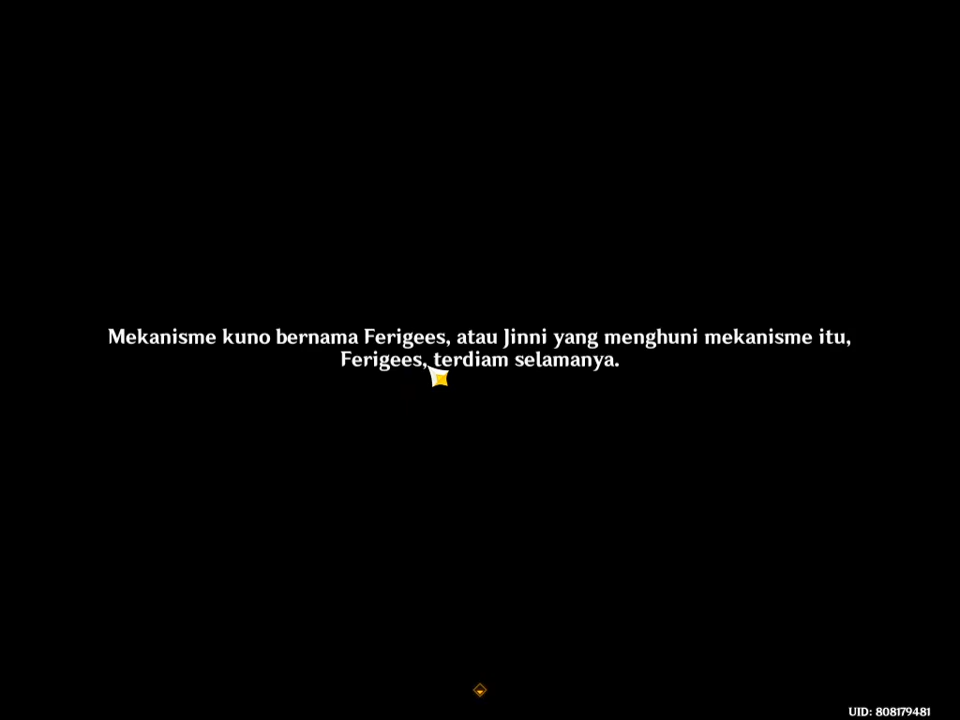 Mekanisme kuno bernama Ferigees, atau Jinni yang menghuni mekanisme itu,
Ferigees, terdiam selamanya.
UID: 808179481